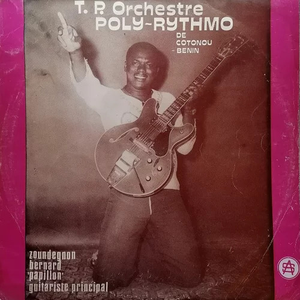 T. P. Orchestre
POLY-RYTHMO
DE
COTONOU
BENIN
zoundegnon
bernard
"papillon"
guitariste principal